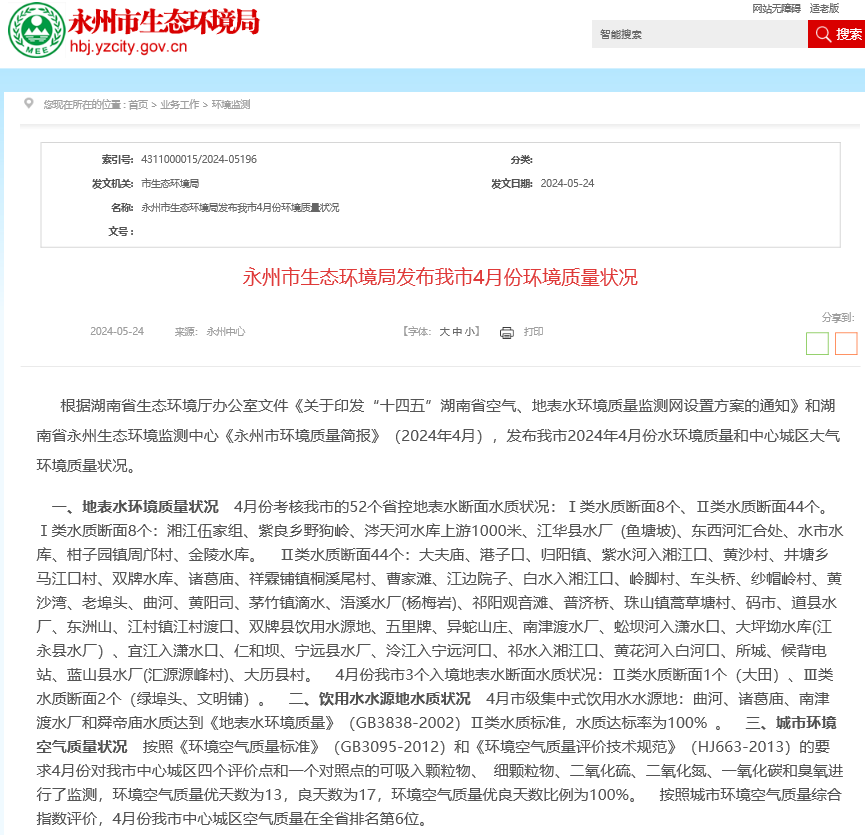 网站无障碍 适老版
永州市生态环境局
hbj.yzcity.gov.cn
MEE
智能搜索
搜索
您现在所在的位置 : 首页 > 业务工作 > 环境监测
索引号: 4311000015/2024-05196 分类:
发文机关: 市生态环境局 发文日期: 2024-05-24
名称: 永州市生态环境局发布我市4月份环境质量状况
文号 :
永州市生态环境局发布我市4月份环境质量状况
分享到:
2024-05-24 来源: 永州中心 【字体: 大 中 小】 打印
根据湖南省生态环境厅办公室文件《关于印发“十四五”湖南省空气、地表水环境质量监测网设置方案的通知》和湖
南省永州生态环境监测中心《永州市环境质量简报》（2024年4月），发布我市2024年4月份水环境质量和中心城区大气
环境质量状况。
一、地表水环境质量状况 4月份考核我市的52个省控地表水断面水质状况：Ⅰ类水质断面8个、Ⅱ类水质断面44个。
Ⅰ类水质断面8个：湘江伍家组、紫良乡野狗岭、涔天河水库上游1000米、江华县水厂 (鱼塘坡)、东西河汇合处、水市水
库、柑子园镇周邝村、金陵水库。 Ⅱ类水质断面44个：大夫庙、港子口、归阳镇、紫水河入湘江口、黄沙村、井塘乡
马江口村、双牌水库、诸葛庙、祥霖铺镇桐溪尾村、曹家滩、江边院子、白水入湘江口、岭脚村、车头桥、纱帽岭村、黄
沙湾、老埠头、曲河、黄阳司、茅竹镇滴水、浯溪水厂(杨梅岩)、祁阳观音滩、普济桥、珠山镇蒿草塘村、码市、道县水
厂、东洲山、江村镇江村渡口、双牌县饮用水源地、五里牌、异蛇山庄、南津渡水厂、蚣坝河入潇水口、大坪坳水库(江
永县水厂）、宜江入潇水口、仁和坝、宁远县水厂、泠江入宁远河口、祁水入湘江口、黄花河入白河口、所城、候背电
站、蓝山县水厂(汇源源峰村)、大历县村。 4月份我市3个入境地表水断面水质状况：Ⅱ类水质断面1个（大田）、Ⅲ类
水质断面2个（绿埠头、文明铺）。 二、饮用水水源地水质状况 4月市级集中式饮用水水源地：曲河、诸葛庙、南津
渡水厂和舜帝庙水质达到《地表水环境质量》（GB3838-2002）Ⅱ类水质标准，水质达标率为100% 。 三、城市环境
空气质量状况 按照《环境空气质量标准》（GB3095-2012）和《环境空气质量评价技术规范》（HJ663-2013）的要
求4月份对我市中心城区四个评价点和一个对照点的可吸入颗粒物、 细颗粒物、二氧化硫、二氧化氮、一氧化碳和臭氧进
行了监测，环境空气质量优天数为13，良天数为17，环境空气质量优良天数比例为100%。 按照城市环境空气质量综合
指数评价，4月份我市中心城区空气质量在全省排名第6位。